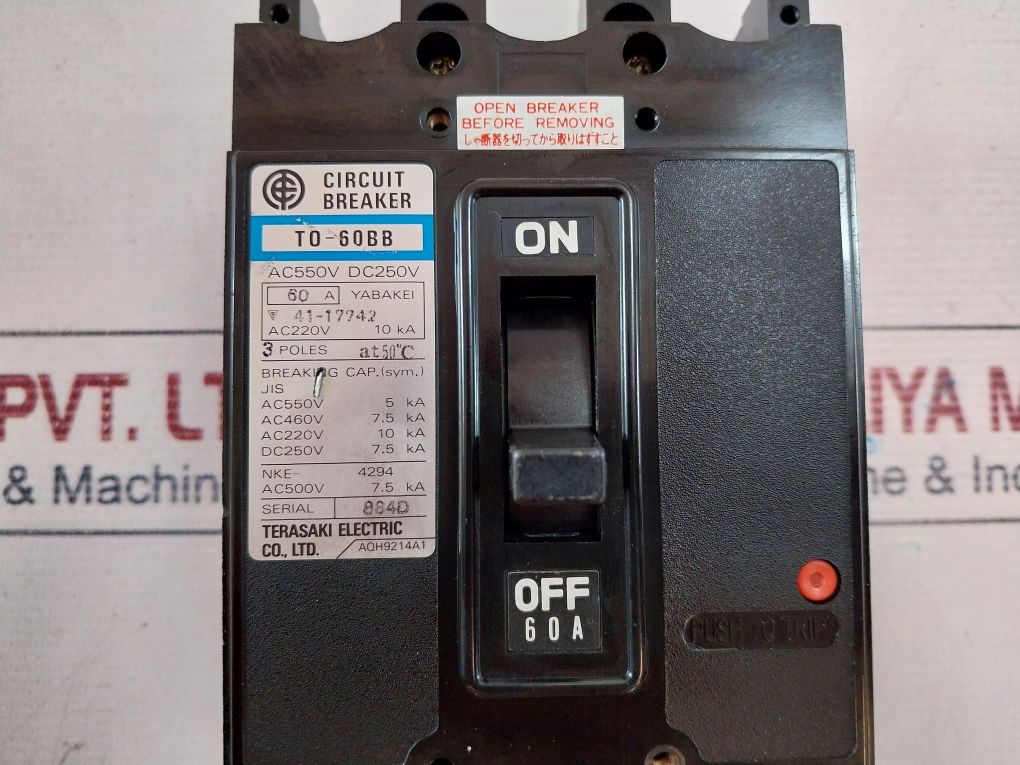 OPEN BREAKER
BEFORE REMOVING
しゃ断器を切ってから取りはずすこと
CIRCUIT
BREAKER
TO-60BB
AC550V DC250V
60 A YABAKEI
▽ 41-17742
AC220V 10 kA
3 POLES at 50°C
BREAKING CAP.(sym.)
JIS
AC550V 5 kA
AC460V 7.5 kA
AC220V 10 kA
DC250V 7.5 kA
NKE- 4294
AC500V 7.5 kA
SERIAL 884D
TERASAKI ELECTRIC
CO., LTD. AQH9214A1
ON
OFF
60A
PUSH TO TRIP
PVT. LT
& Machin
IYA M
ne & Ind